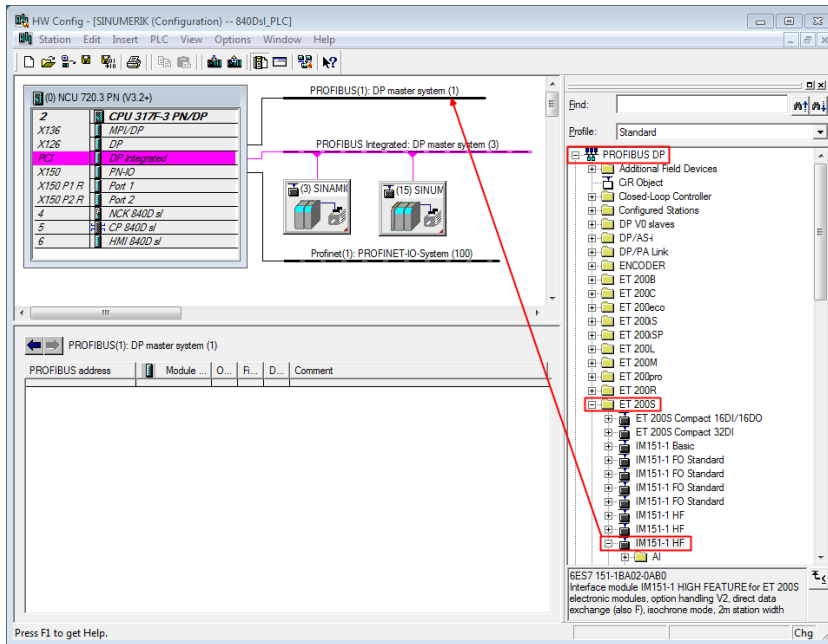 HW Config - [SINUMERIK (Configuration) -- 840Dsl_PLC]
Station Edit Insert PLC View Options Window Help
(0) NCU 720.3 PN (V3.2+)
2 CPU 317F-3 PN/DP
X136 MPI/DP
X126 DP
PCI DP Integrated
X150 PN-IO
X150 P1 R Port 1
X150 P2 R Port 2
4 NCK 840D sl
5 CP 840D sl
6 HMI 840D sl
PROFIBUS(1): DP master system (1)
PROFIBUS Integrated: DP master system (3)
(3) SINAMIC
(15) SINUM
Profinet(1): PROFINET-IO-System (100)
PROFIBUS(1): DP master system (1)
PROFIBUS address Module ... O... Fi... D... Comment
Find:
Profile: Standard
PROFIBUS DP
Additional Field Devices
CiR Object
Closed-Loop Controller
Configured Stations
DP V0 slaves
DP/AS-i
DP/PA Link
ENCODER
ET 200B
ET 200C
ET 200eco
ET 200iS
ET 200iSP
ET 200L
ET 200M
ET 200pro
ET 200R
ET 200S
ET 200S Compact 16DI/16DO
ET 200S Compact 32DI
IM151-1 Basic
IM151-1 FO Standard
IM151-1 FO Standard
IM151-1 FO Standard
IM151-1 HF
IM151-1 HF
IM151-1 HF
AI
6ES7 151-1BA02-0AB0
Interface module IM151-1 HIGH FEATURE for ET 200S
electronic modules, option handling V2, direct data
exchange (also F), isochrone mode, 2m station width
Press F1 to get Help.
Chg